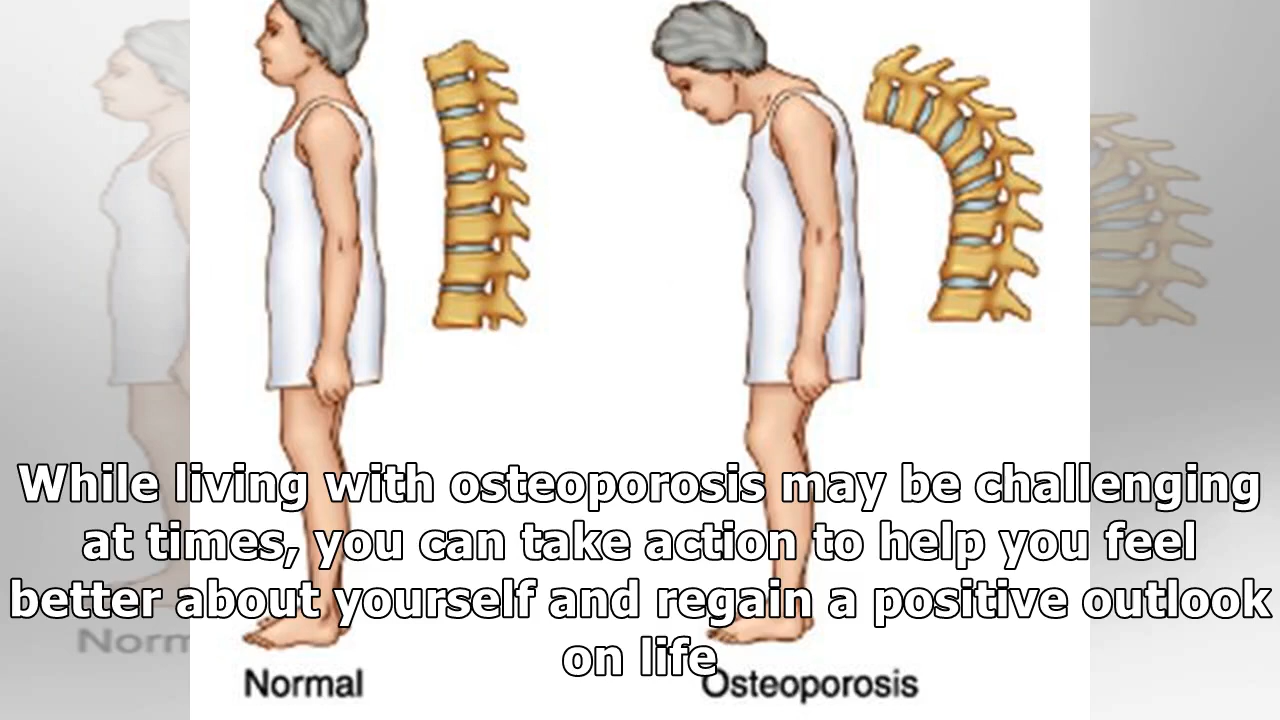 While living with osteoporosis may be challenging
at times, you can take action to help you feel
better about yourself and regain a positive outlook
on life
Norm
Normal
Osteoporosis